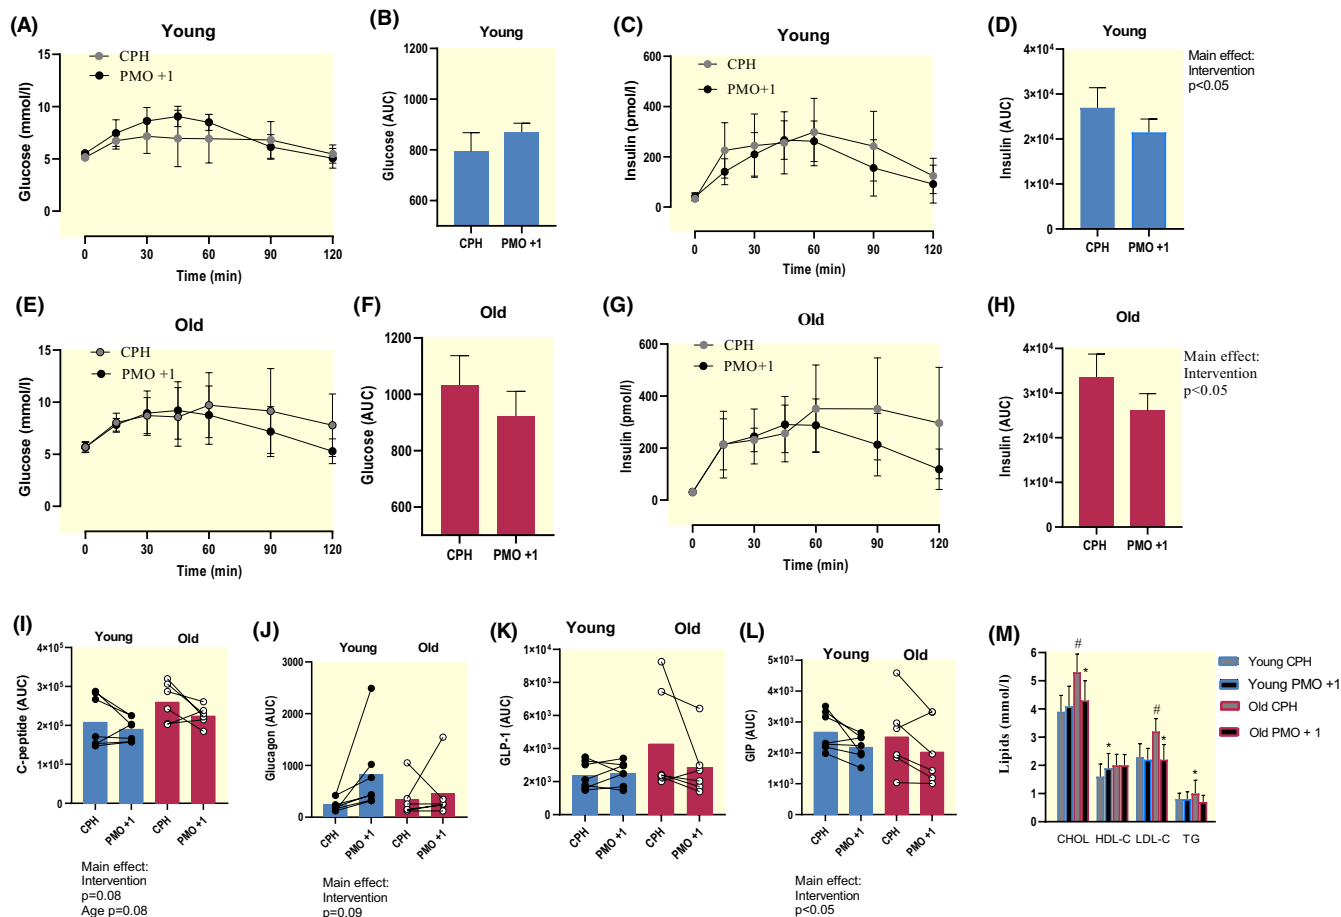 (A)
Young
15
10
5
0
Glucose (mmol/l)
CPH
PMO +1
0 30 60 90 120
Time (min)
(B)
Young
1200
1000
800
600
Glucose (AUC)
CPH PMO +1
(C)
Young
600
400
200
0
Insulin (pmol/l)
CPH
PMO+1
0 30 60 90 120
Time (min)
(D)
Young
4×10⁴
3×10⁴
2×10⁴
1×10⁴
0
Insulin (AUC)
CPH PMO +1
Main effect:
Intervention
p<0.05
(E)
Old
15
10
5
0
Glucose (mmol/l)
CPH
PMO +1
0 30 60 90 120
Time (min)
(F)
Old
1200
1000
800
600
Glucose (AUC)
CPH PMO +1
(G)
Old
600
400
200
0
Insulin (pmol/l)
CPH
PMO+1
0 30 60 90 120
Time (min)
(H)
Old
4×10⁴
3×10⁴
2×10⁴
1×10⁴
0
Insulin (AUC)
CPH PMO +1
Main effect:
Intervention
p<0.05
(I)
Young Old
4×10⁵
3×10⁵
2×10⁵
1×10⁵
0
C-peptide (AUC)
CPH PMO +1 CPH PMO +1
Main effect:
Intervention
p=0.08
Age p=0.08
(J)
Young Old
3000
2000
1000
0
Glucagon (AUC)
CPH PMO +1 CPH PMO +1
Main effect:
Intervention
p=0.09
(K)
Young Old
1×10⁴
8×10³
6×10³
4×10³
2×10³
0
GLP-1 (AUC)
CPH PMO +1 CPH PMO +1
(L)
Young Old
5×10³
4×10³
3×10³
2×10³
1×10³
0
GIP (AUC)
CPH PMO +1 CPH PMO +1
Main effect:
Intervention
p<0.05
(M)
6
5
4
3
2
1
0
Lipids (mmol/l)
# * * # * *
CHOL HDL-C LDL-C TG
Young CPH
Young PMO +1
Old CPH
Old PMO + 1